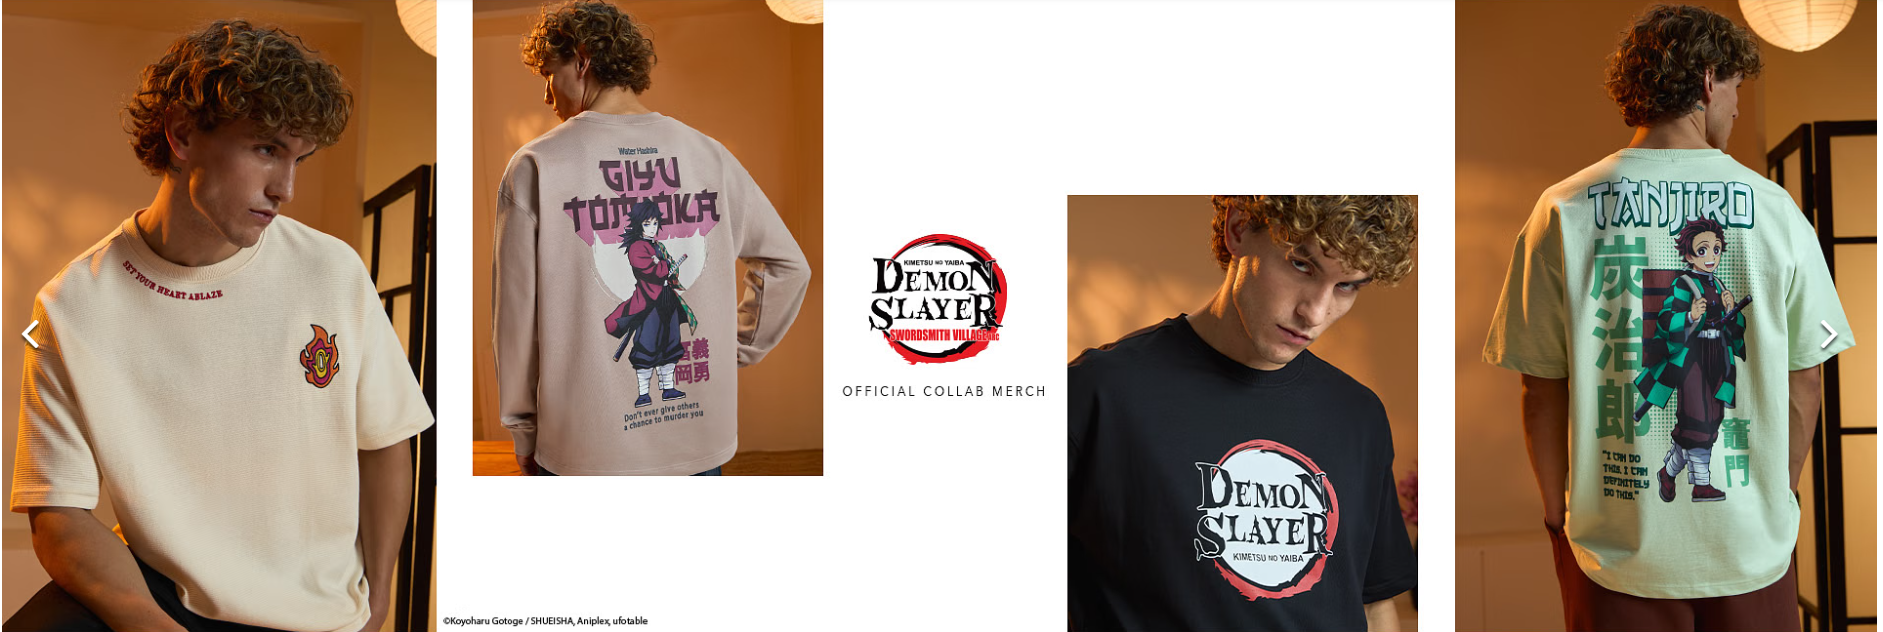 SET YOUR HEART ABLAZE
Water Hashira
GIYU
TOMIOKA
冨義
岡勇
Don't ever give others
a chance to murder you
KIMETSU NO YAIBA
DEMON
SLAYER
SWORDSMITH VILLAGE ARC
OFFICIAL COLLAB MERCH
DEMON
SLAYER
KIMETSU NO YAIBA
TANJIRO
炭
治
郎
竈
門
"I CAN DO
THIS. I CAN
DEFINITELY
DO THIS."
©Koyoharu Gotoge / SHUEISHA, Aniplex, ufotable